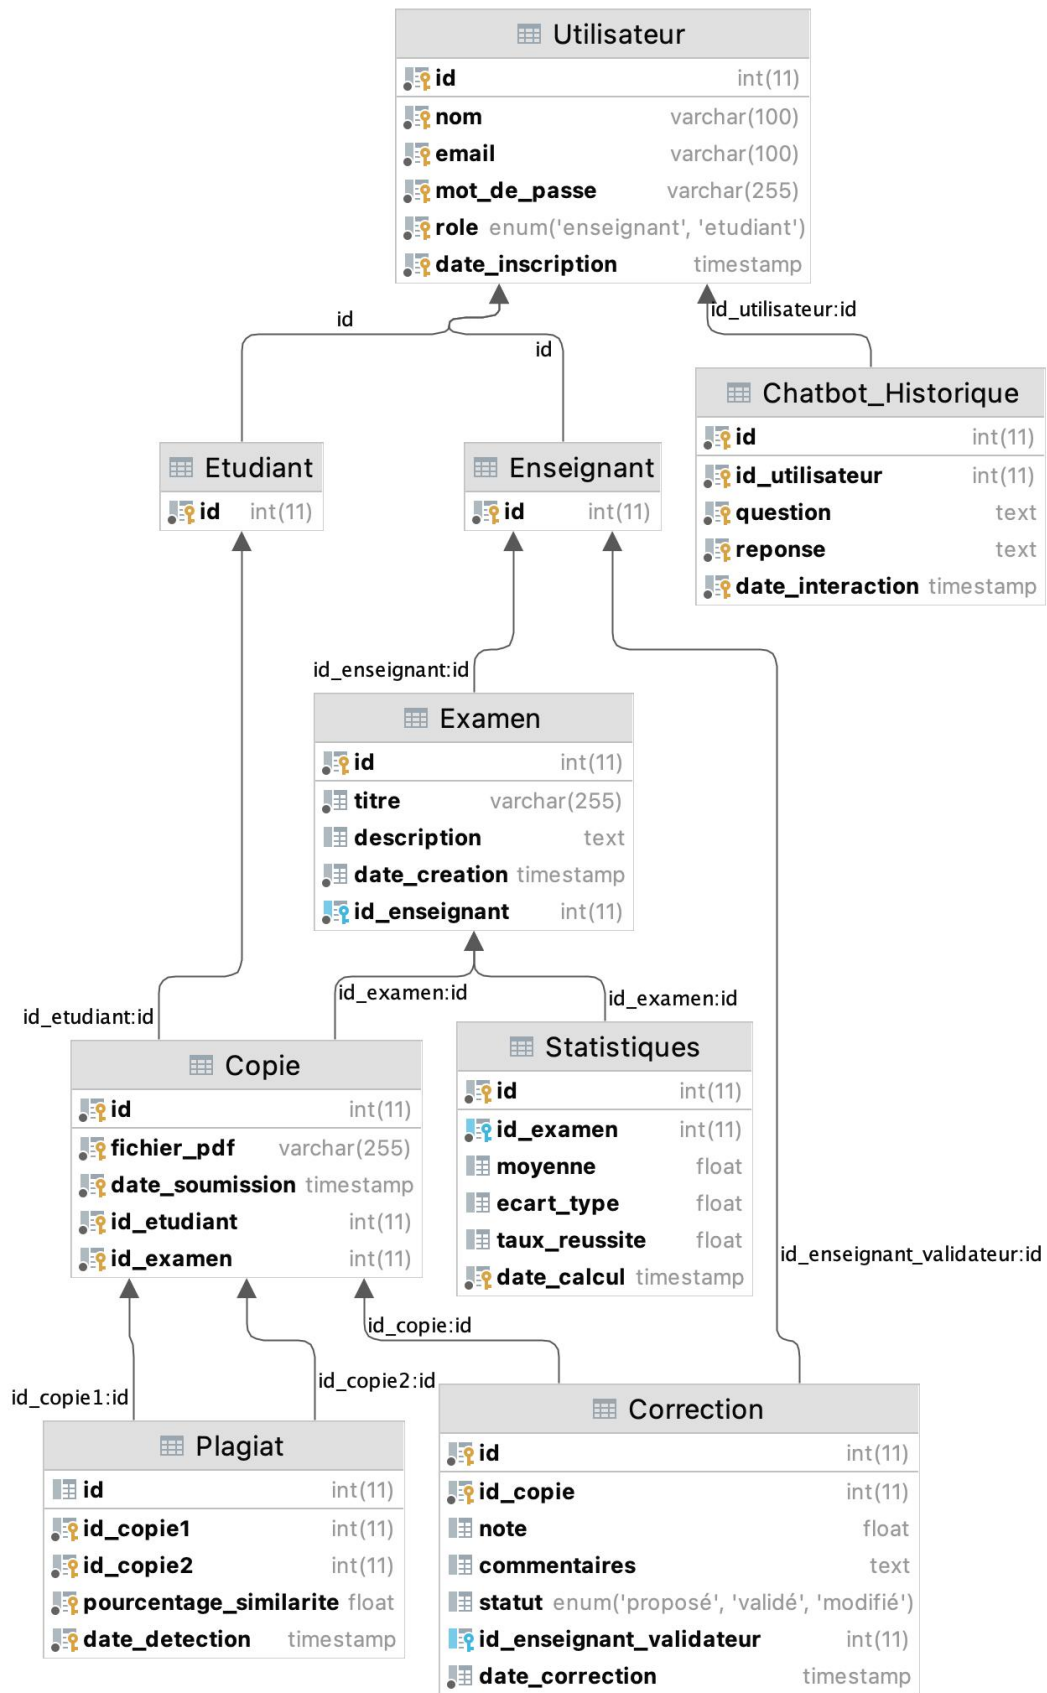 Utilisateur
id int(11)
nom varchar(100)
email varchar(100)
mot_de_passe varchar(255)
role enum('enseignant', 'etudiant')
date_inscription timestamp
id
id
id_utilisateur:id
Chatbot_Historique
id int(11)
id_utilisateur int(11)
question text
reponse text
date_interaction timestamp
Etudiant
id int(11)
Enseignant
id int(11)
id_enseignant:id
Examen
id int(11)
titre varchar(255)
description text
date_creation timestamp
id_enseignant int(11)
id_etudiant:id
id_examen:id
id_examen:id
Copie
id int(11)
fichier_pdf varchar(255)
date_soumission timestamp
id_etudiant int(11)
id_examen int(11)
Statistiques
id int(11)
id_examen int(11)
moyenne float
ecart_type float
taux_reussite float
date_calcul timestamp
id_enseignant_validateur:id
id_copie:id
id_copie1:id
id_copie2:id
Plagiat
id int(11)
id_copie1 int(11)
id_copie2 int(11)
pourcentage_similarite float
date_detection timestamp
Correction
id int(11)
id_copie int(11)
note float
commentaires text
statut enum('proposé', 'validé', 'modifié')
id_enseignant_validateur int(11)
date_correction timestamp